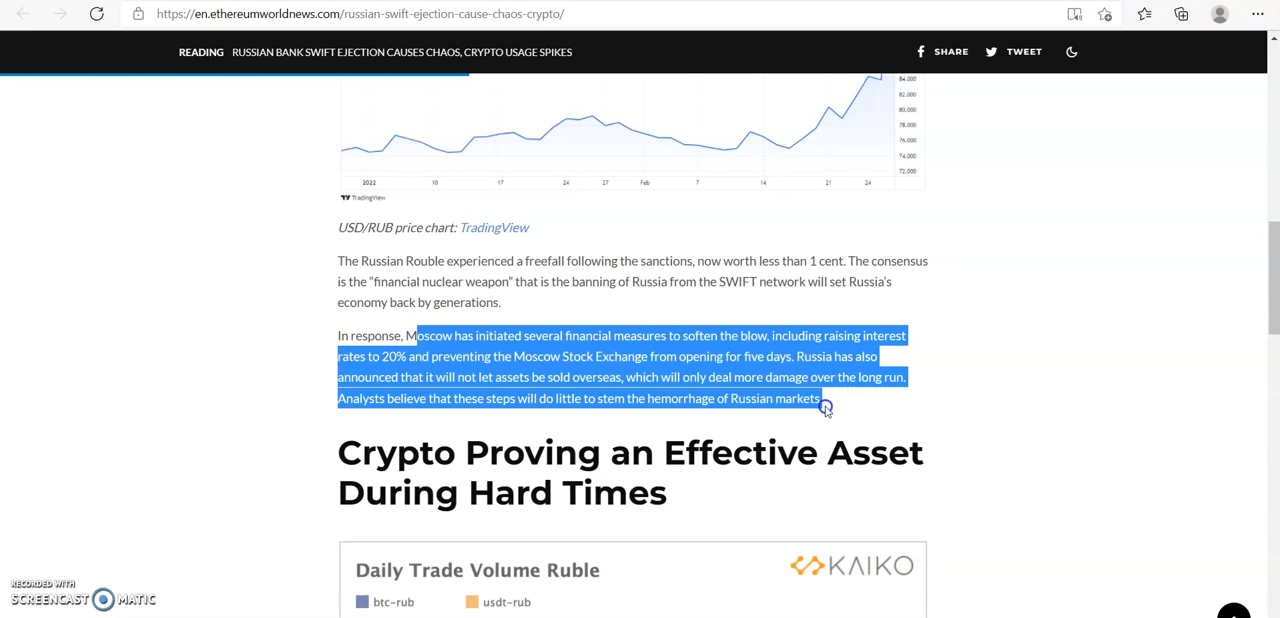 https://en.ethereumworldnews.com/russian-swift-ejection-cause-chaos-crypto/
READING RUSSIAN BANK SWIFT EJECTION CAUSES CHAOS, CRYPTO USAGE SPIKES SHARE TWEET
84.000
82.000
80.000
78.000
76.000
74.000
72.000
2022 10 17 24 27 Feb 7 14 21 24
TradingView
USD/RUB price chart: TradingView
The Russian Rouble experienced a freefall following the sanctions, now worth less than 1 cent. The consensus
is the “financial nuclear weapon” that is the banning of Russia from the SWIFT network will set Russia’s
economy back by generations.
In response, Moscow has initiated several financial measures to soften the blow, including raising interest
rates to 20% and preventing the Moscow Stock Exchange from opening for five days. Russia has also
announced that it will not let assets be sold overseas, which will only deal more damage over the long run.
Analysts believe that these steps will do little to stem the hemorrhage of Russian markets.
Crypto Proving an Effective Asset
During Hard Times
Daily Trade Volume Ruble KAIKO
btc-rub usdt-rub
RECORDED WITH
SCREENCAST MATIC